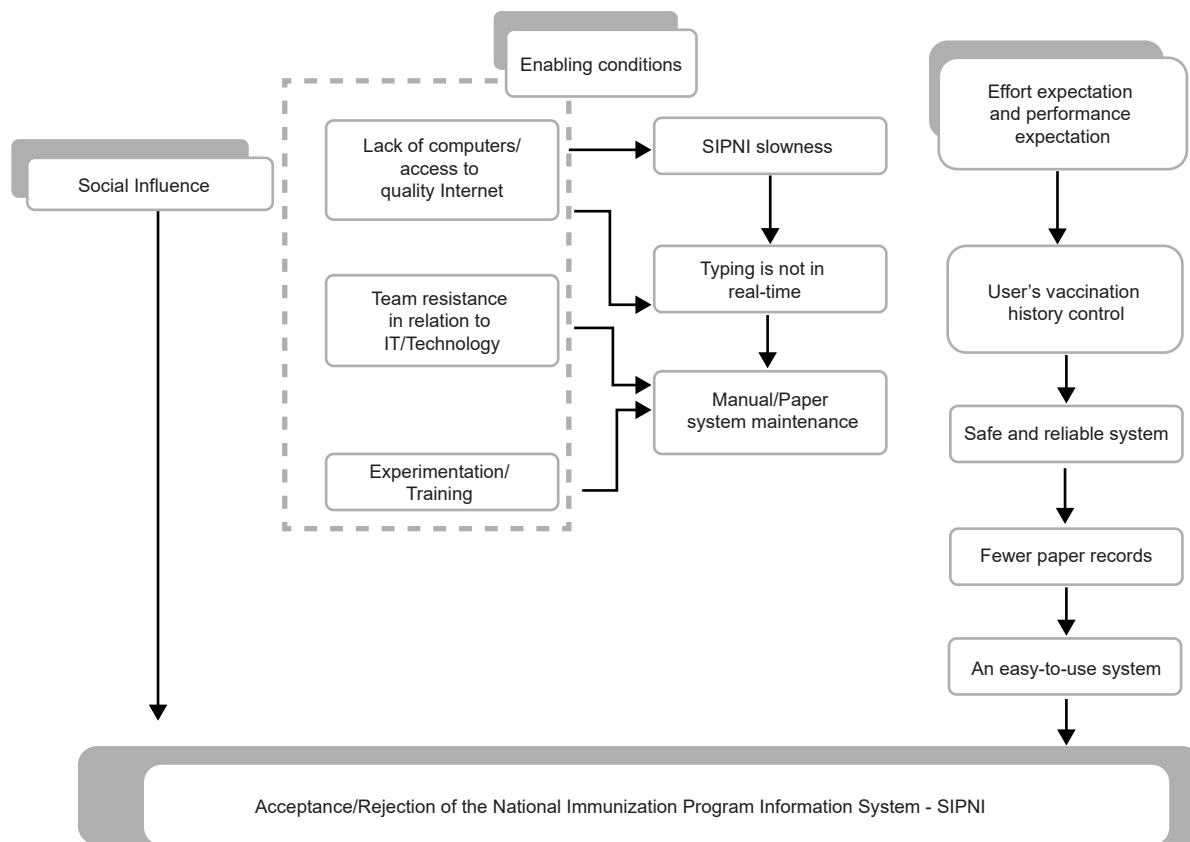 Enabling conditions
Effort expectation
and performance
expectation
Social Influence
Lack of computers/
access to
quality Internet
SIPNI slowness
Team resistance
in relation to
IT/Technology
Typing is not in
real-time
User’s vaccination
history control
Manual/Paper
system maintenance
Experimentation/
Training
Safe and reliable system
Fewer paper records
An easy-to-use system
Acceptance/Rejection of the National Immunization Program Information System - SIPNI